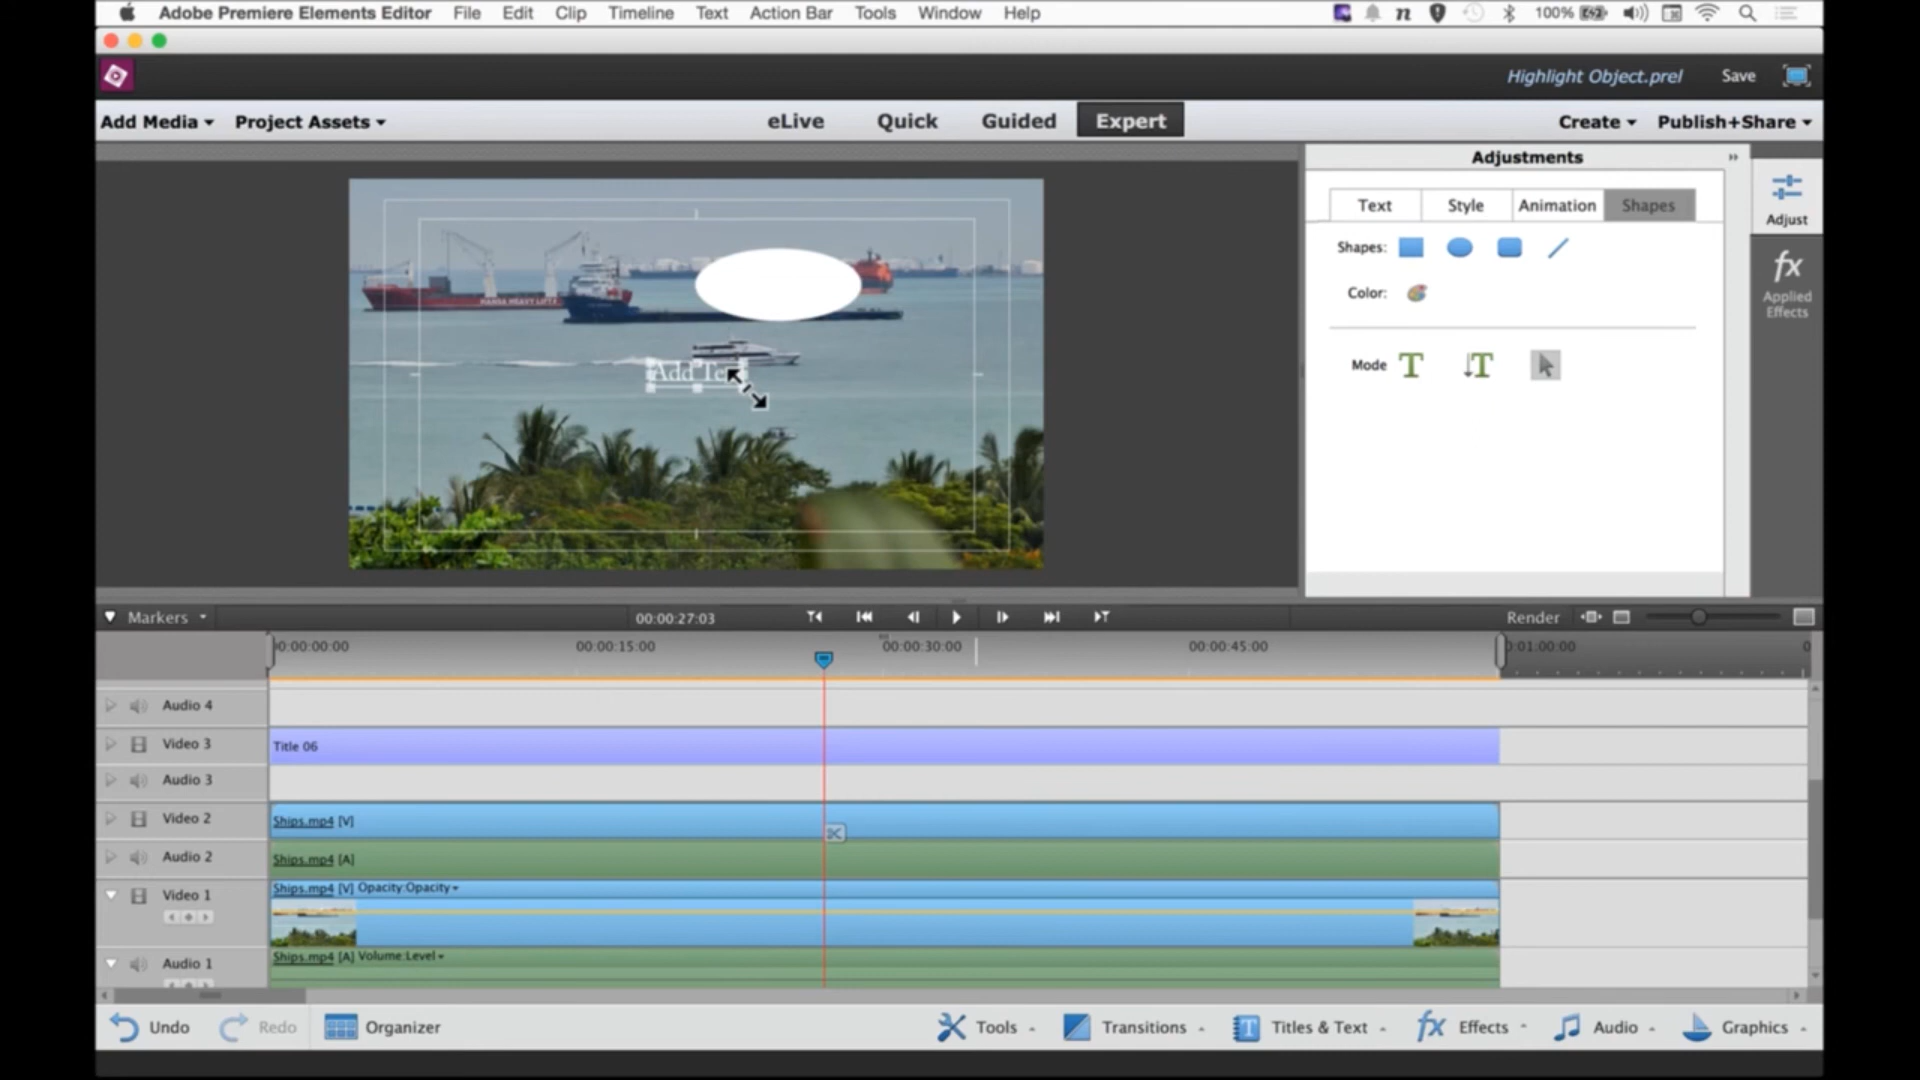 Adobe Premiere Elements Editor File Edit Clip Timeline Text Action Bar Tools Window Help
n 100%
Highlight Object.prel Save
Add Media Project Assets eLive Quick Guided Expert Create Publish+Share
Adjustments
Text Style Animation Shapes
Adjust
Shapes:
Color:
fx
Applied
Effects
HANSA HEAVY LIFT
Mode T T
Add Te
Markers 00:00:27:03 Render
00:00:00:00 00:00:15:00 00:00:30:00 00:00:45:00 0:01:00:00 0
Audio 4
Video 3 Title 06
Audio 3
Video 2 Ships.mp4 [V]
Audio 2 Ships.mp4 [A]
Video 1 Ships.mp4 [V] Opacity:Opacity
Audio 1 Ships.mp4 [A] Volume:Level
Undo Redo Organizer Tools Transitions T Titles & Text fx Effects Audio Graphics